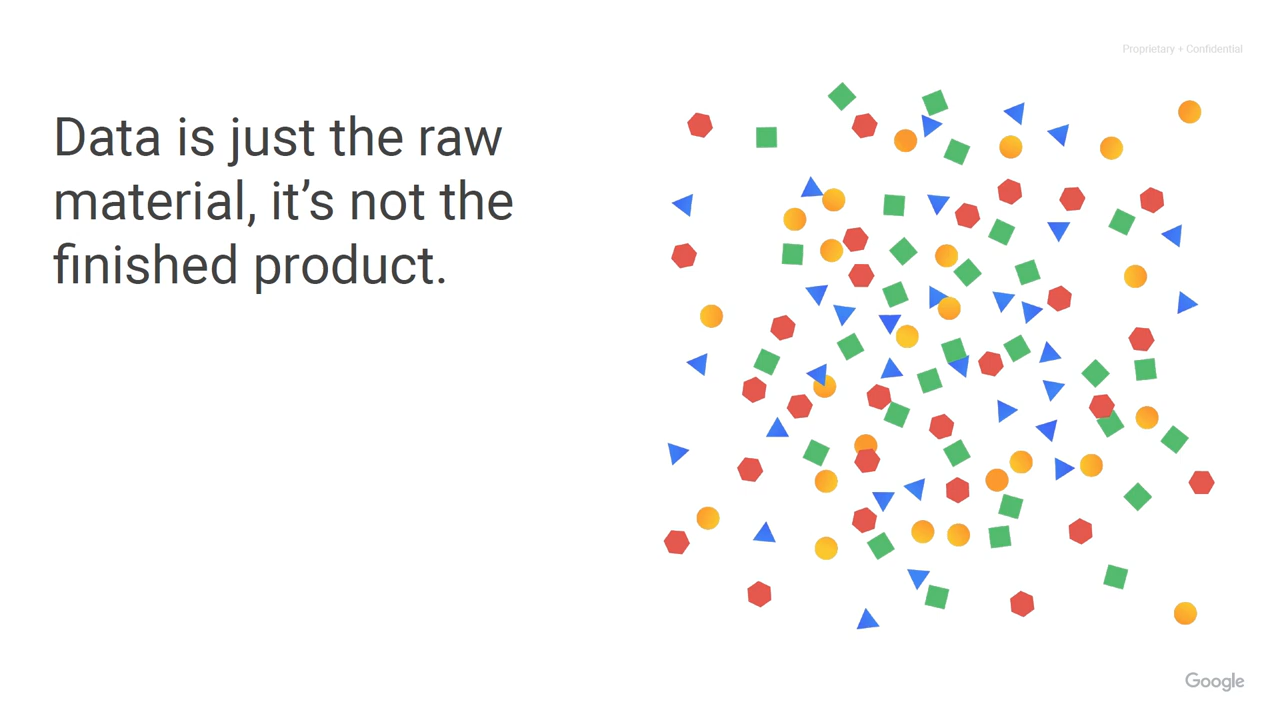 Proprietary + Confidential
Data is just the raw
material, it’s not the
finished product.
Google